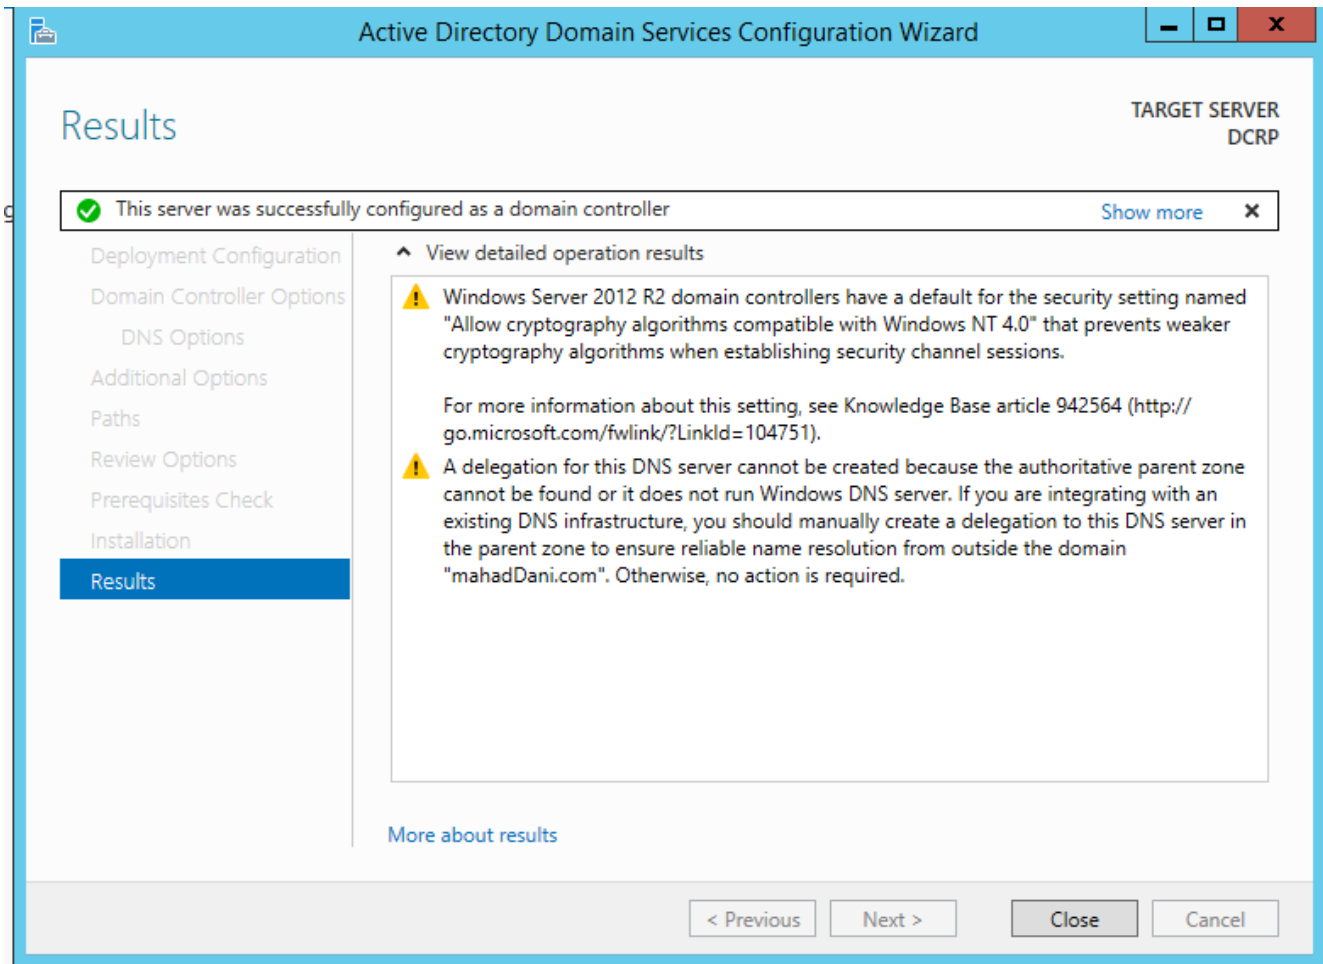 Active Directory Domain Services Configuration Wizard
Results
TARGET SERVER
DCRP
This server was successfully configured as a domain controller
Show more
Deployment Configuration
Domain Controller Options
DNS Options
Additional Options
Paths
Review Options
Prerequisites Check
Installation
Results
View detailed operation results
Windows Server 2012 R2 domain controllers have a default for the security setting named
"Allow cryptography algorithms compatible with Windows NT 4.0" that prevents weaker
cryptography algorithms when establishing security channel sessions.
For more information about this setting, see Knowledge Base article 942564 (http://
go.microsoft.com/fwlink/?LinkId=104751).
A delegation for this DNS server cannot be created because the authoritative parent zone
cannot be found or it does not run Windows DNS server. If you are integrating with an
existing DNS infrastructure, you should manually create a delegation to this DNS server in
the parent zone to ensure reliable name resolution from outside the domain
"mahadDani.com". Otherwise, no action is required.
More about results
< Previous
Next >
Close
Cancel